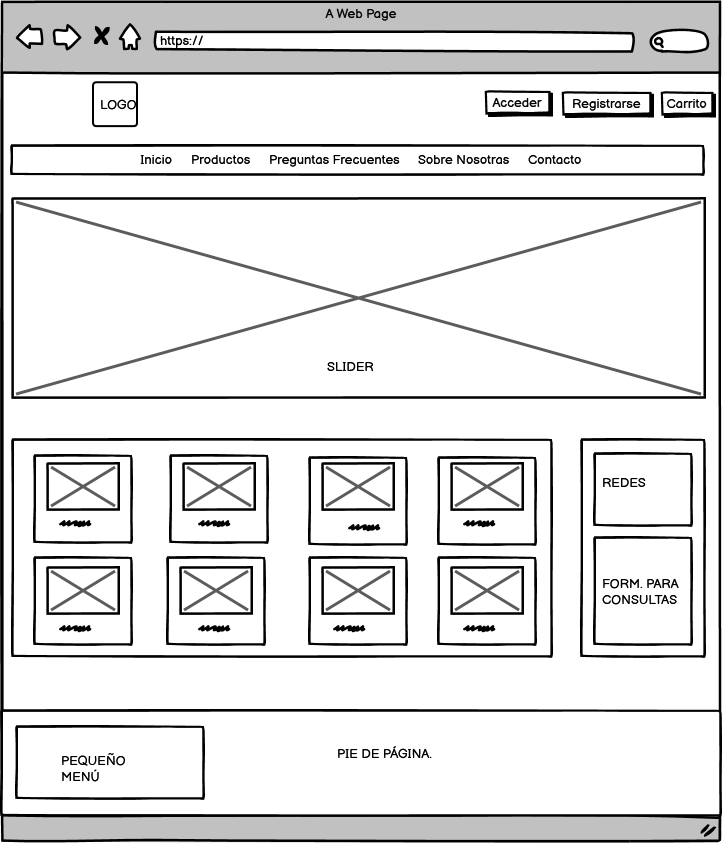 A Web Page
https://
LOGO
Acceder
Registrarse
Carrito
Inicio Productos Preguntas Frecuentes Sobre Nosotras Contacto
SLIDER
REDES
FORM. PARA
CONSULTAS
PEQUEÑO
MENÚ
PIE DE PÁGINA.